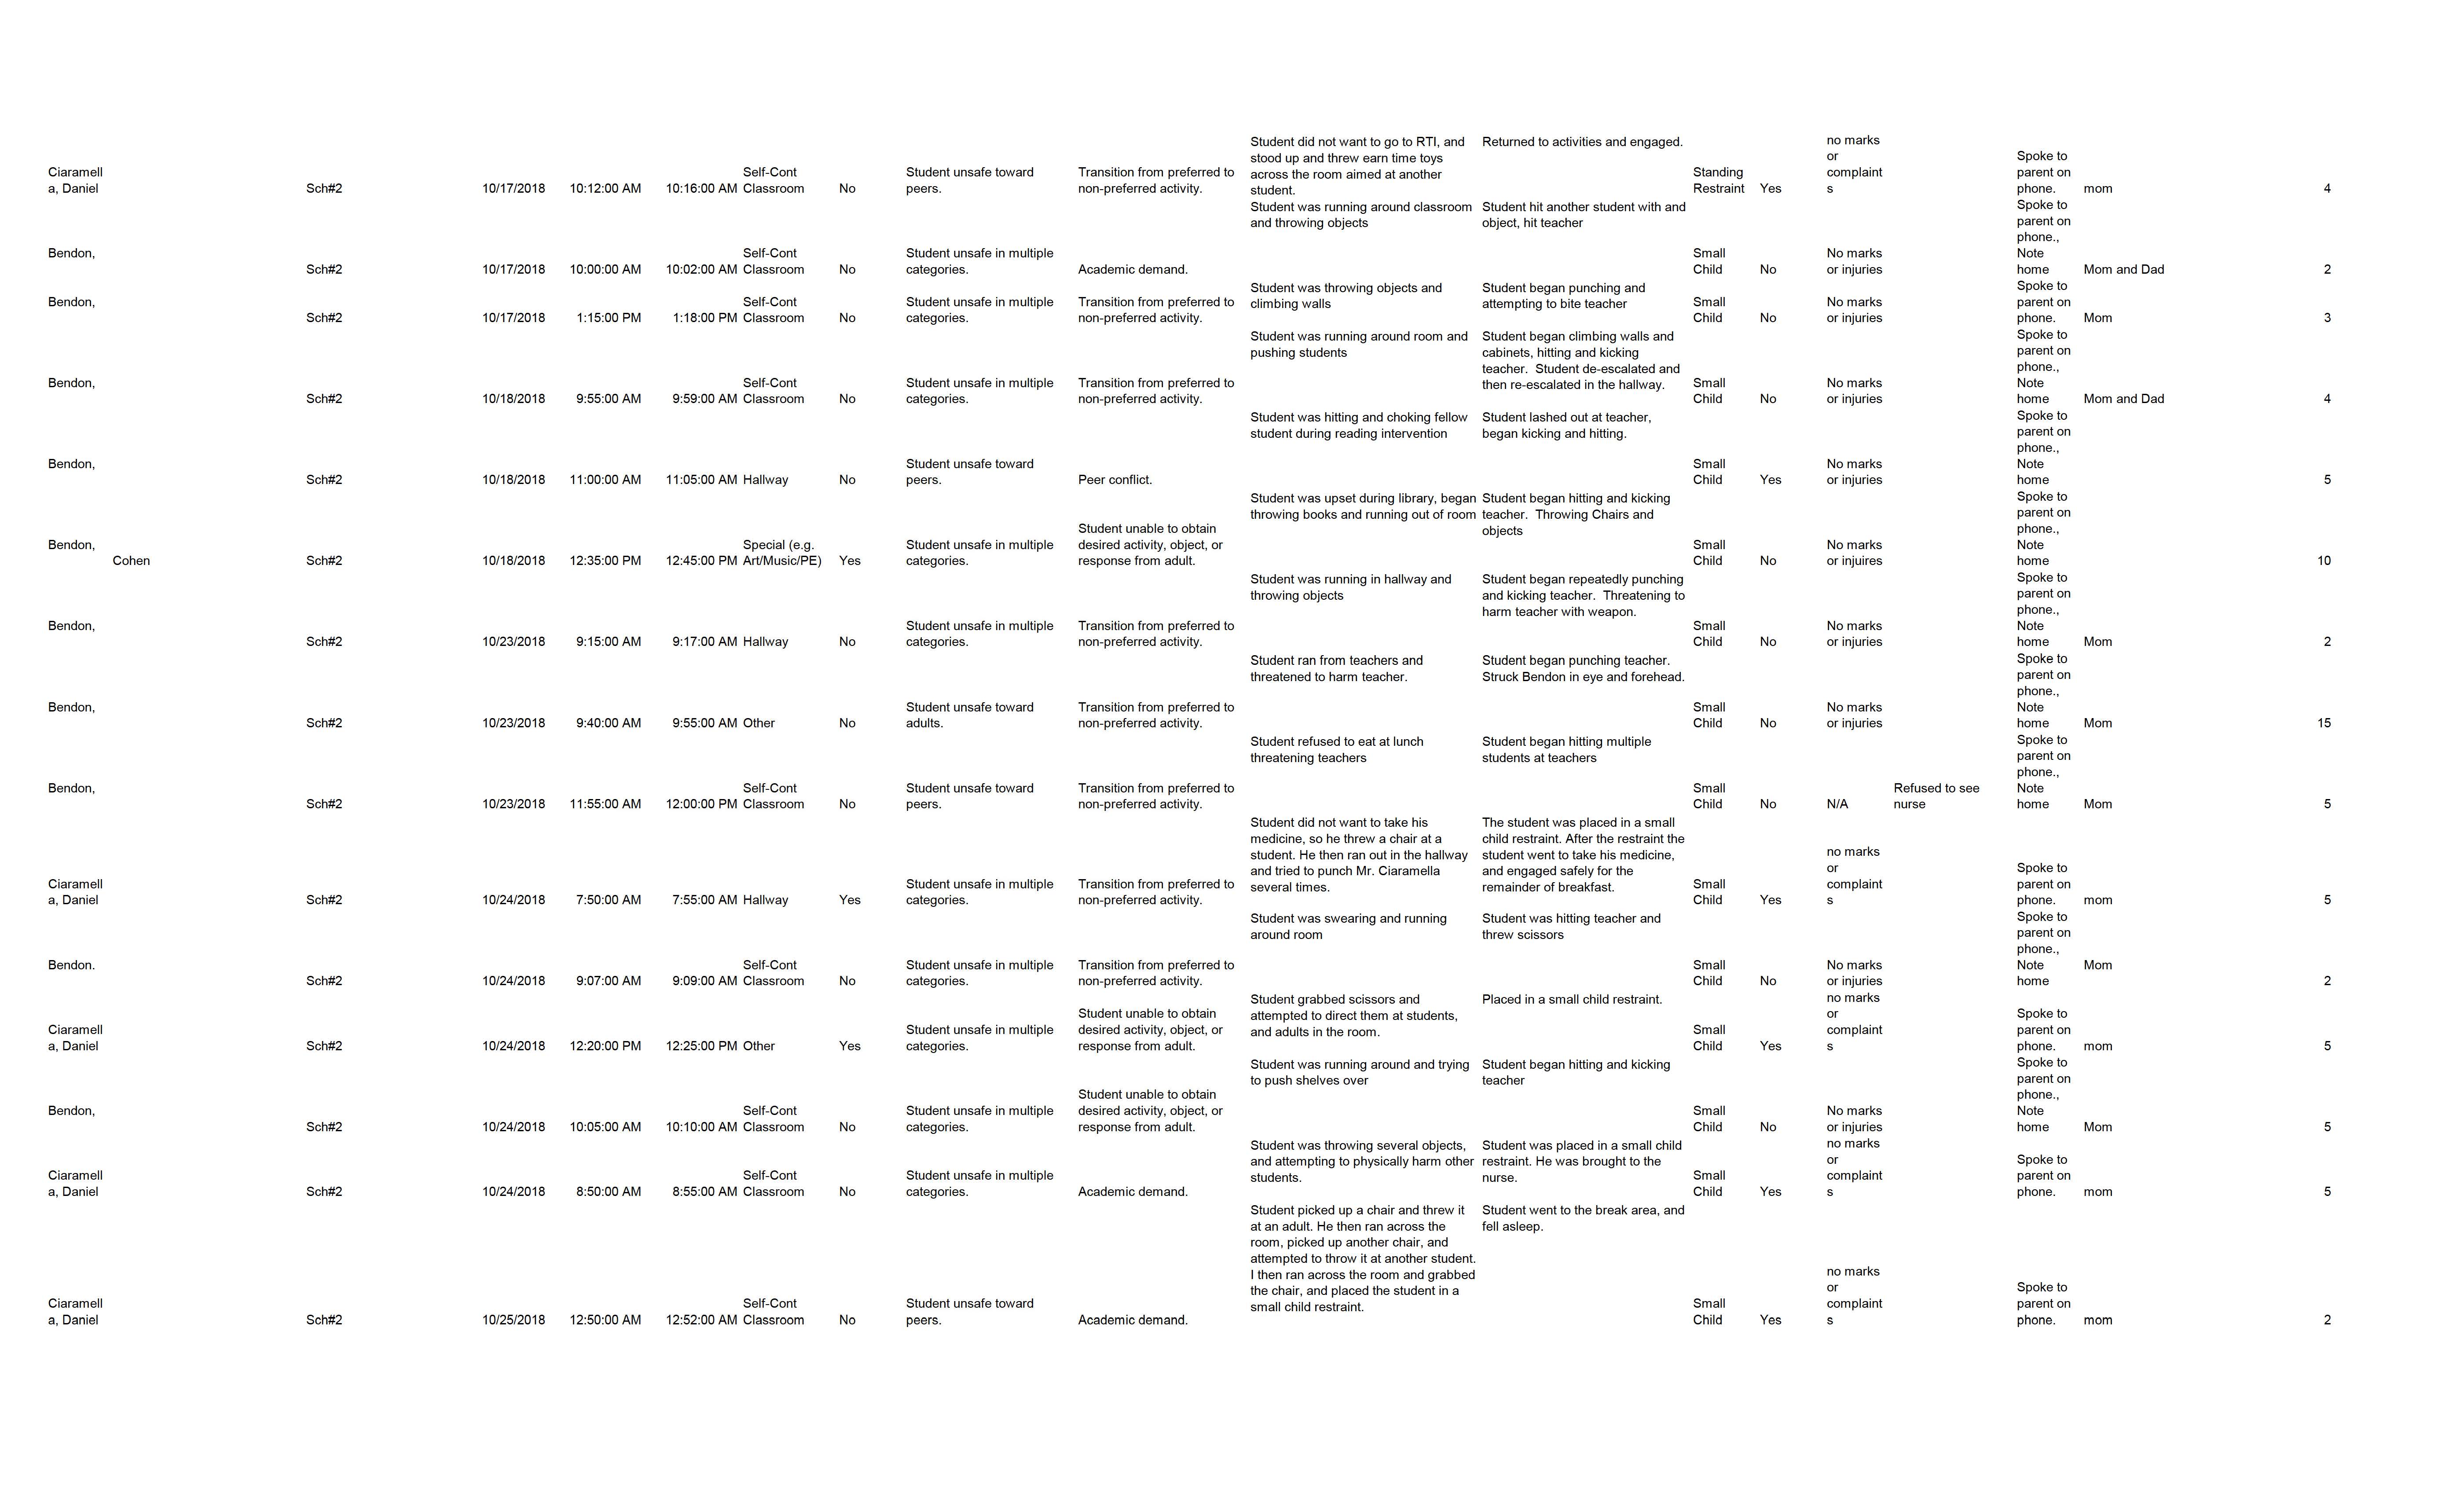 Student did not want to go to RTI, and Returned to activities and engaged. no marks
stood up and threw earn time toys or Spoke to
Ciaramell Self-Cont Student unsafe toward Transition from preferred to across the room aimed at another Standing complaint parent on
a, Daniel Sch#2 10/17/2018 10:12:00 AM 10:16:00 AM Classroom No peers. non-preferred activity. student. Restraint Yes s phone. mom 4
Student was running around classroom Student hit another student with and Spoke to
and throwing objects object, hit teacher parent on
phone.,
Bendon, Self-Cont Student unsafe in multiple Small No marks Note
Sch#2 10/17/2018 10:00:00 AM 10:02:00 AM Classroom No categories. Academic demand. Child No or injuries home Mom and Dad 2
Student was throwing objects and Student began punching and Spoke to
Bendon, Self-Cont Student unsafe in multiple Transition from preferred to climbing walls attempting to bite teacher Small No marks parent on
Sch#2 10/17/2018 1:15:00 PM 1:18:00 PM Classroom No categories. non-preferred activity. Child No or injuries phone. Mom 3
Student was running around room and Student began climbing walls and Spoke to
pushing students cabinets, hitting and kicking parent on
teacher. Student de-escalated and phone.,
Bendon, Self-Cont Student unsafe in multiple Transition from preferred to then re-escalated in the hallway. Small No marks Note
Sch#2 10/18/2018 9:55:00 AM 9:59:00 AM Classroom No categories. non-preferred activity. Child No or injuries home Mom and Dad 4
Student was hitting and choking fellow Student lashed out at teacher, Spoke to
student during reading intervention began kicking and hitting. parent on
phone.,
Bendon, Student unsafe toward Small No marks Note
Sch#2 10/18/2018 11:00:00 AM 11:05:00 AM Hallway No peers. Peer conflict. Child Yes or injuries home 5
Student was upset during library, began Student began hitting and kicking Spoke to
throwing books and running out of room teacher. Throwing Chairs and parent on
Student unable to obtain objects phone.,
Bendon, Special (e.g. Student unsafe in multiple desired activity, object, or Small No marks Note
Cohen Sch#2 10/18/2018 12:35:00 PM 12:45:00 PM Art/Music/PE) Yes categories. response from adult. Child No or injuires home 10
Student was running in hallway and Student began repeatedly punching Spoke to
throwing objects and kicking teacher. Threatening to parent on
harm teacher with weapon. phone.,
Bendon, Student unsafe in multiple Transition from preferred to Small No marks Note
Sch#2 10/23/2018 9:15:00 AM 9:17:00 AM Hallway No categories. non-preferred activity. Child No or injuries home Mom 2
Student ran from teachers and Student began punching teacher. Spoke to
threatened to harm teacher. Struck Bendon in eye and forehead. parent on
phone.,
Bendon, Student unsafe toward Transition from preferred to Small No marks Note
Sch#2 10/23/2018 9:40:00 AM 9:55:00 AM Other No adults. non-preferred activity. Child No or injuries home Mom 15
Student refused to eat at lunch Student began hitting multiple Spoke to
threatening teachers students at teachers parent on
phone.,
Bendon, Self-Cont Student unsafe toward Transition from preferred to Small Refused to see Note
Sch#2 10/23/2018 11:55:00 AM 12:00:00 PM Classroom No peers. non-preferred activity. Child No N/A nurse home Mom 5
Student did not want to take his The student was placed in a small
medicine, so he threw a chair at a child restraint. After the restraint the no marks
student. He then ran out in the hallway student went to take his medicine, or Spoke to
Ciaramell Student unsafe in multiple Transition from preferred to and tried to punch Mr. Ciaramella and engaged safely for the Small complaint parent on
a, Daniel Sch#2 10/24/2018 7:50:00 AM 7:55:00 AM Hallway Yes categories. non-preferred activity. several times. remainder of breakfast. Child Yes s phone. mom 5
Student was swearing and running Student was hitting teacher and Spoke to
around room threw scissors parent on
phone.,
Bendon. Self-Cont Student unsafe in multiple Transition from preferred to Small No marks Note Mom
Sch#2 10/24/2018 9:07:00 AM 9:09:00 AM Classroom No categories. non-preferred activity. Child No or injuries home 2
Student grabbed scissors and Placed in a small child restraint. no marks
Student unable to obtain attempted to direct them at students, or Spoke to
Ciaramell Student unsafe in multiple desired activity, object, or and adults in the room. Small complaint parent on
a, Daniel Sch#2 10/24/2018 12:20:00 PM 12:25:00 PM Other Yes categories. response from adult. Child Yes s phone. mom 5
Student was running around and trying Student began hitting and kicking Spoke to
to push shelves over teacher parent on
Student unable to obtain phone.,
Bendon, Self-Cont Student unsafe in multiple desired activity, object, or Small No marks Note
Sch#2 10/24/2018 10:05:00 AM 10:10:00 AM Classroom No categories. response from adult. Child No or injuries home Mom 5
Student was throwing several objects, Student was placed in a small child no marks
and attempting to physically harm other restraint. He was brought to the or Spoke to
Ciaramell Self-Cont Student unsafe in multiple students. nurse. Small complaint parent on
a, Daniel Sch#2 10/24/2018 8:50:00 AM 8:55:00 AM Classroom No categories. Academic demand. Child Yes s phone. mom 5
Student picked up a chair and threw it Student went to the break area, and
at an adult. He then ran across the fell asleep.
room, picked up another chair, and
attempted to throw it at another student.
I then ran across the room and grabbed no marks
the chair, and placed the student in a or Spoke to
Ciaramell Self-Cont Student unsafe toward small child restraint. Small complaint parent on
a, Daniel Sch#2 10/25/2018 12:50:00 AM 12:52:00 AM Classroom No peers. Academic demand. Child Yes s phone. mom 2